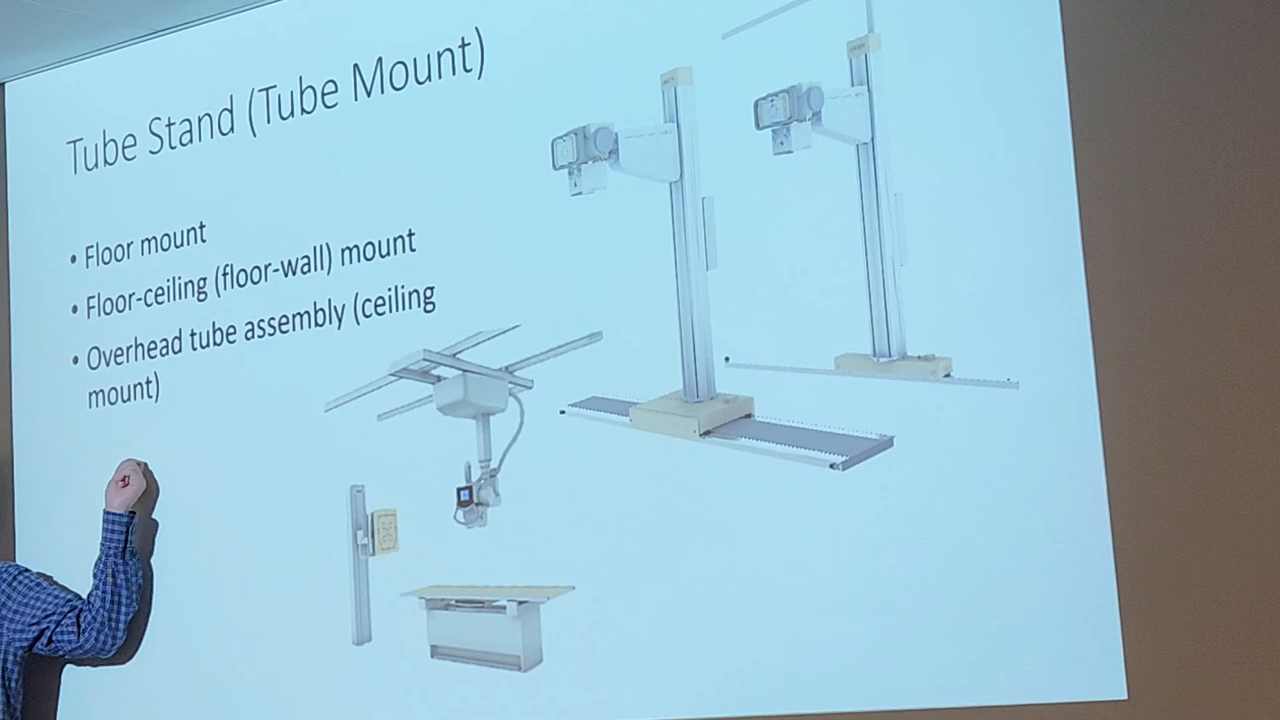 Tube Stand (Tube Mount)
• Floor mount
• Floor-ceiling (floor-wall) mount
• Overhead tube assembly (ceiling
mount)